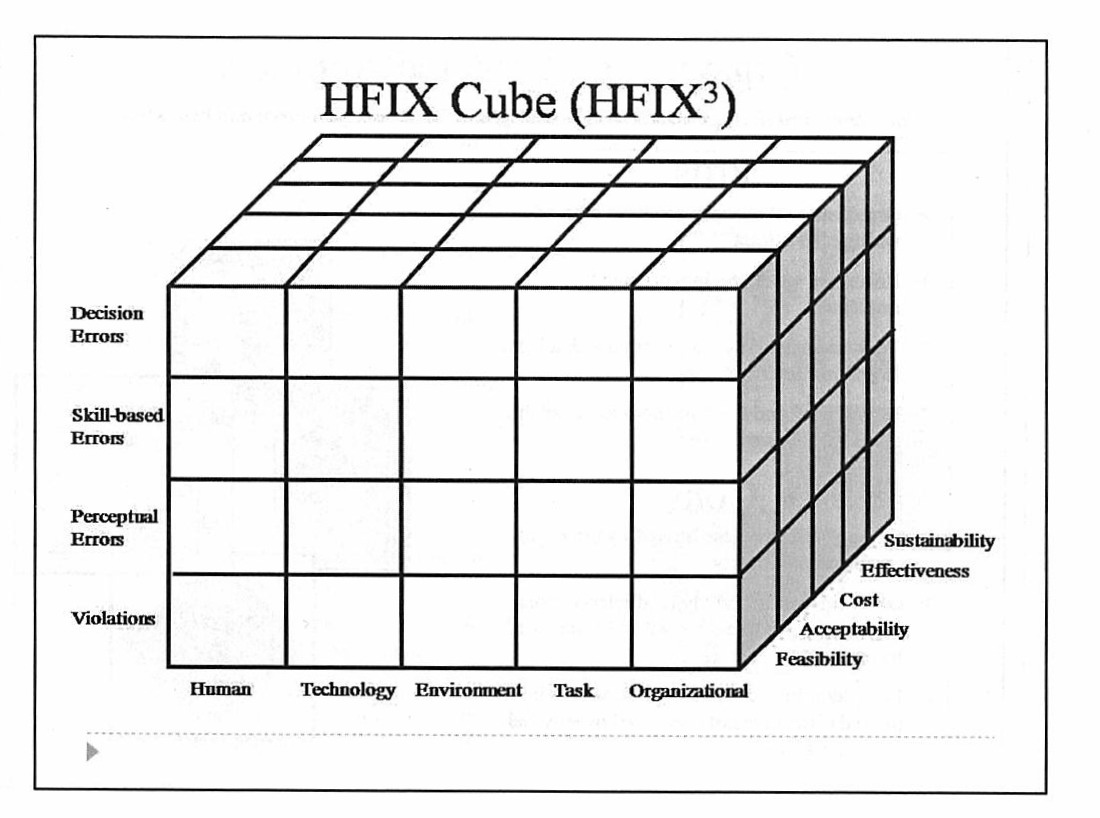 HFIX Cube (HFIX³)
Decision
Errors
Skill-based
Errors
Perceptual
Errors
Violations
Sustainability
Effectiveness
Cost
Acceptability
Feasibility
Human Technology Environment Task Organizational